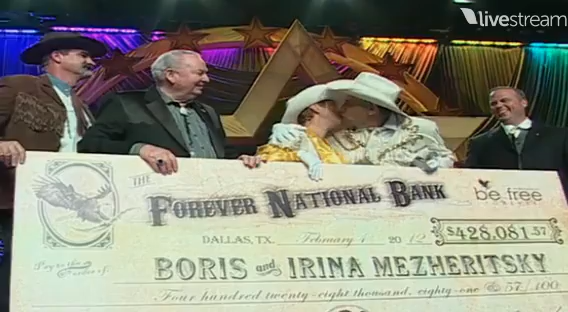 livestream
THE FOREVER NATIONAL BANK
be free
DALLAS, TX. February 2012
$428,081.57
Pay to the Order of
BORIS and IRINA MEZHERITSKY
Four hundred twenty-eight thousand, eighty-one & 57/100